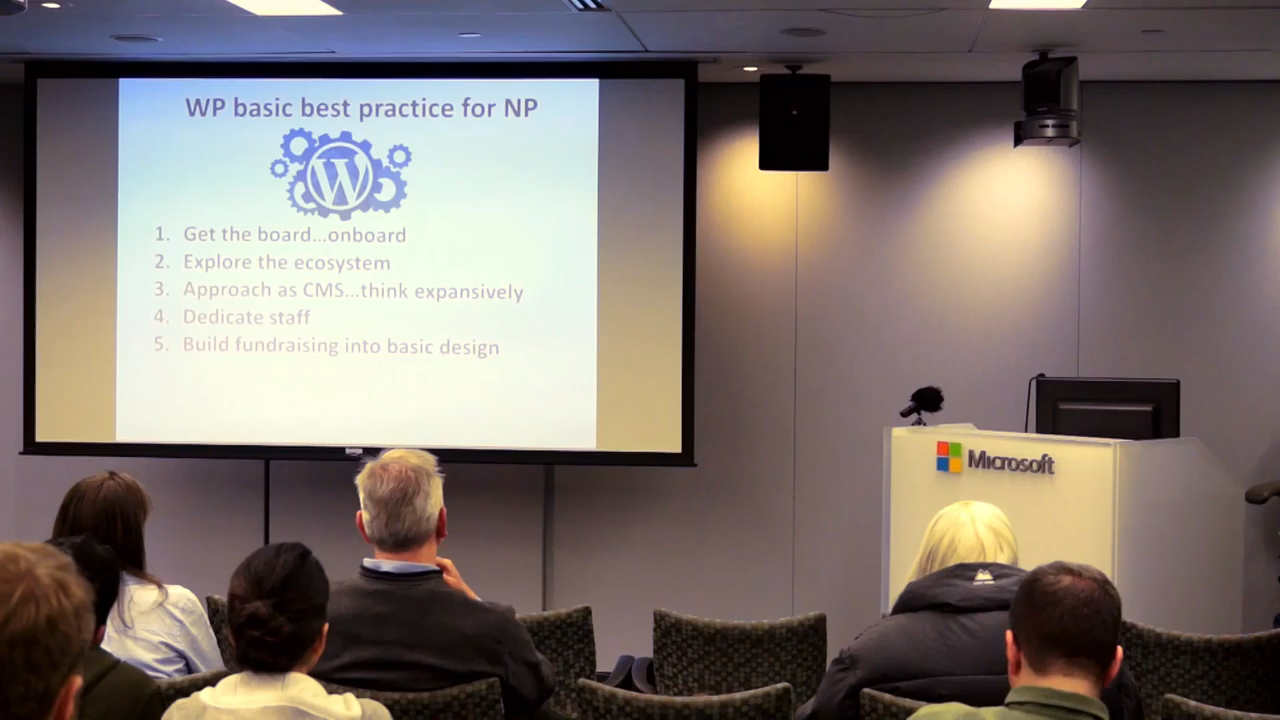 WP basic best practice for NP
1. Get the board...onboard
2. Explore the ecosystem
3. Approach as CMS...think expansively
4. Dedicate staff
5. Build fundraising into basic design
Microsoft